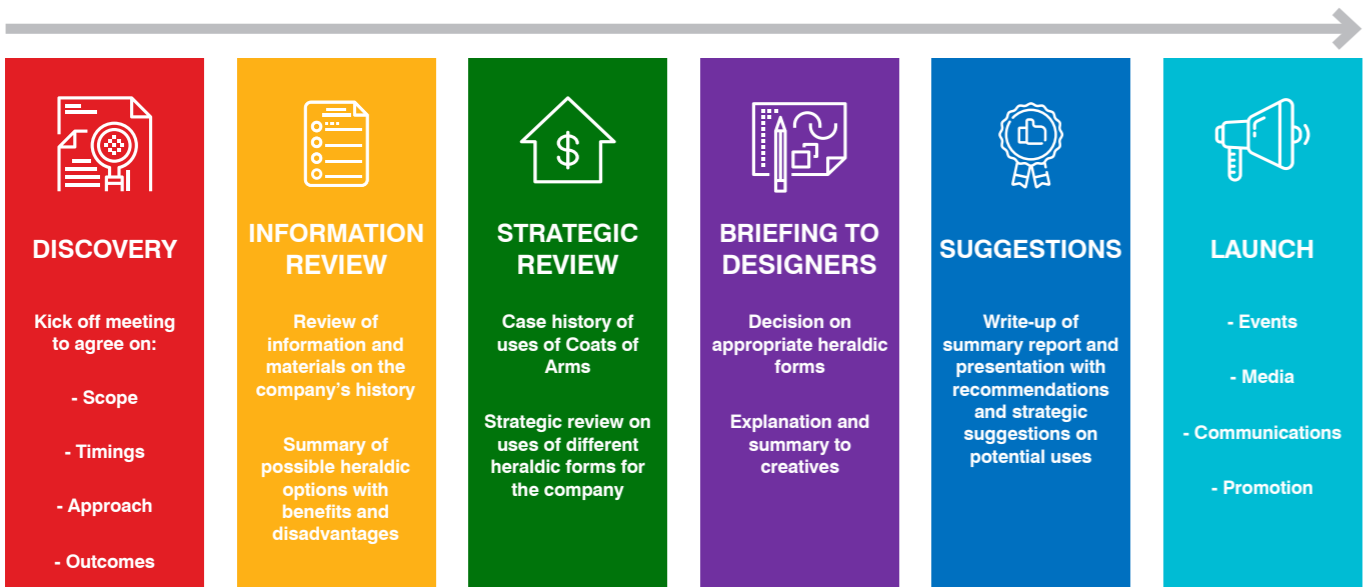 DISCOVERY
Kick off meeting
to agree on:
- Scope
- Timings
- Approach
- Outcomes
INFORMATION
REVIEW
Review of
information and
materials on the
company's history
Summary of
possible heraldic
options with
benefits and
disadvantages
$
STRATEGIC
REVIEW
Case history of
uses of Coats of
Arms
Strategic review on
uses of different
heraldic forms for
the company
BRIEFING TO
DESIGNERS
Decision on
appropriate heraldic
forms
Explanation and
summary to
creatives
SUGGESTIONS
Write-up of
summary report and
presentation with
recommendations
and strategic
suggestions on
potential uses
LAUNCH
- Events
- Media
- Communications
- Promotion